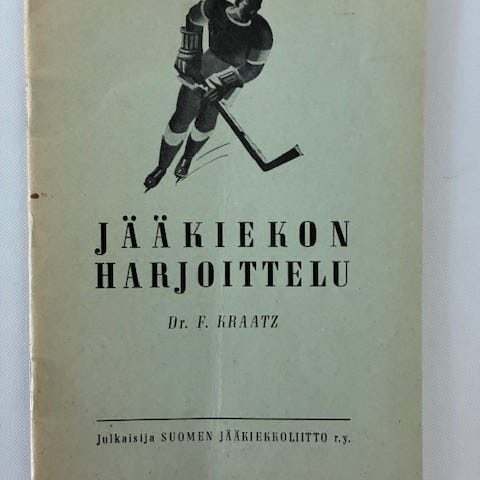 JÄÄKIEKON
HARJOITTELU
Dr. F. KRAATZ
Julkaisija SUOMEN JÄÄKIEKKOLIITTO r.y.